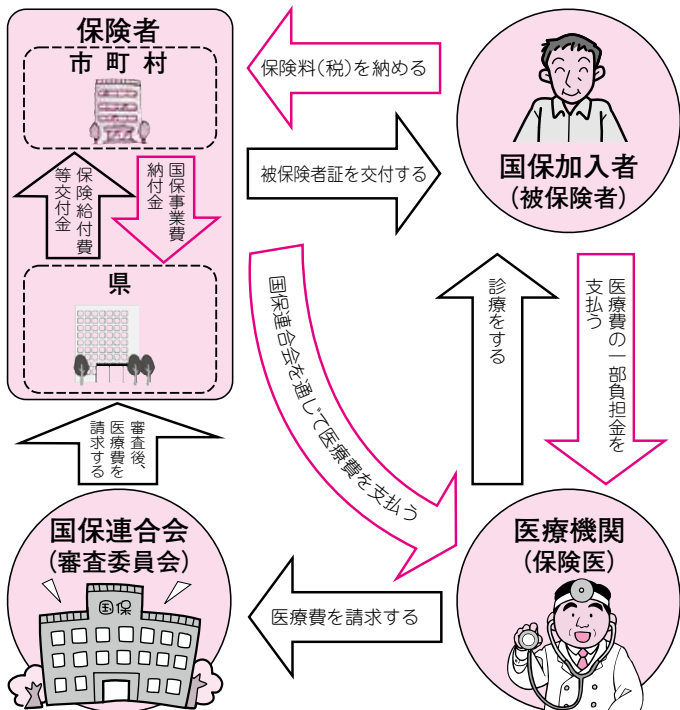 保険者
市町村
保険料(税)を納める
国保加入者
(被保険者)
被保険者証を交付する
国保事業費
納付金
保険給付費
等交付金
県
国保連合会を通じて医療費を支払う
診療をする
医療費の一部負担金を
支払う
審査後、
医療費を
請求する
国保連合会
(審査委員会)
国保
医療費を請求する
医療機関
(保険医)